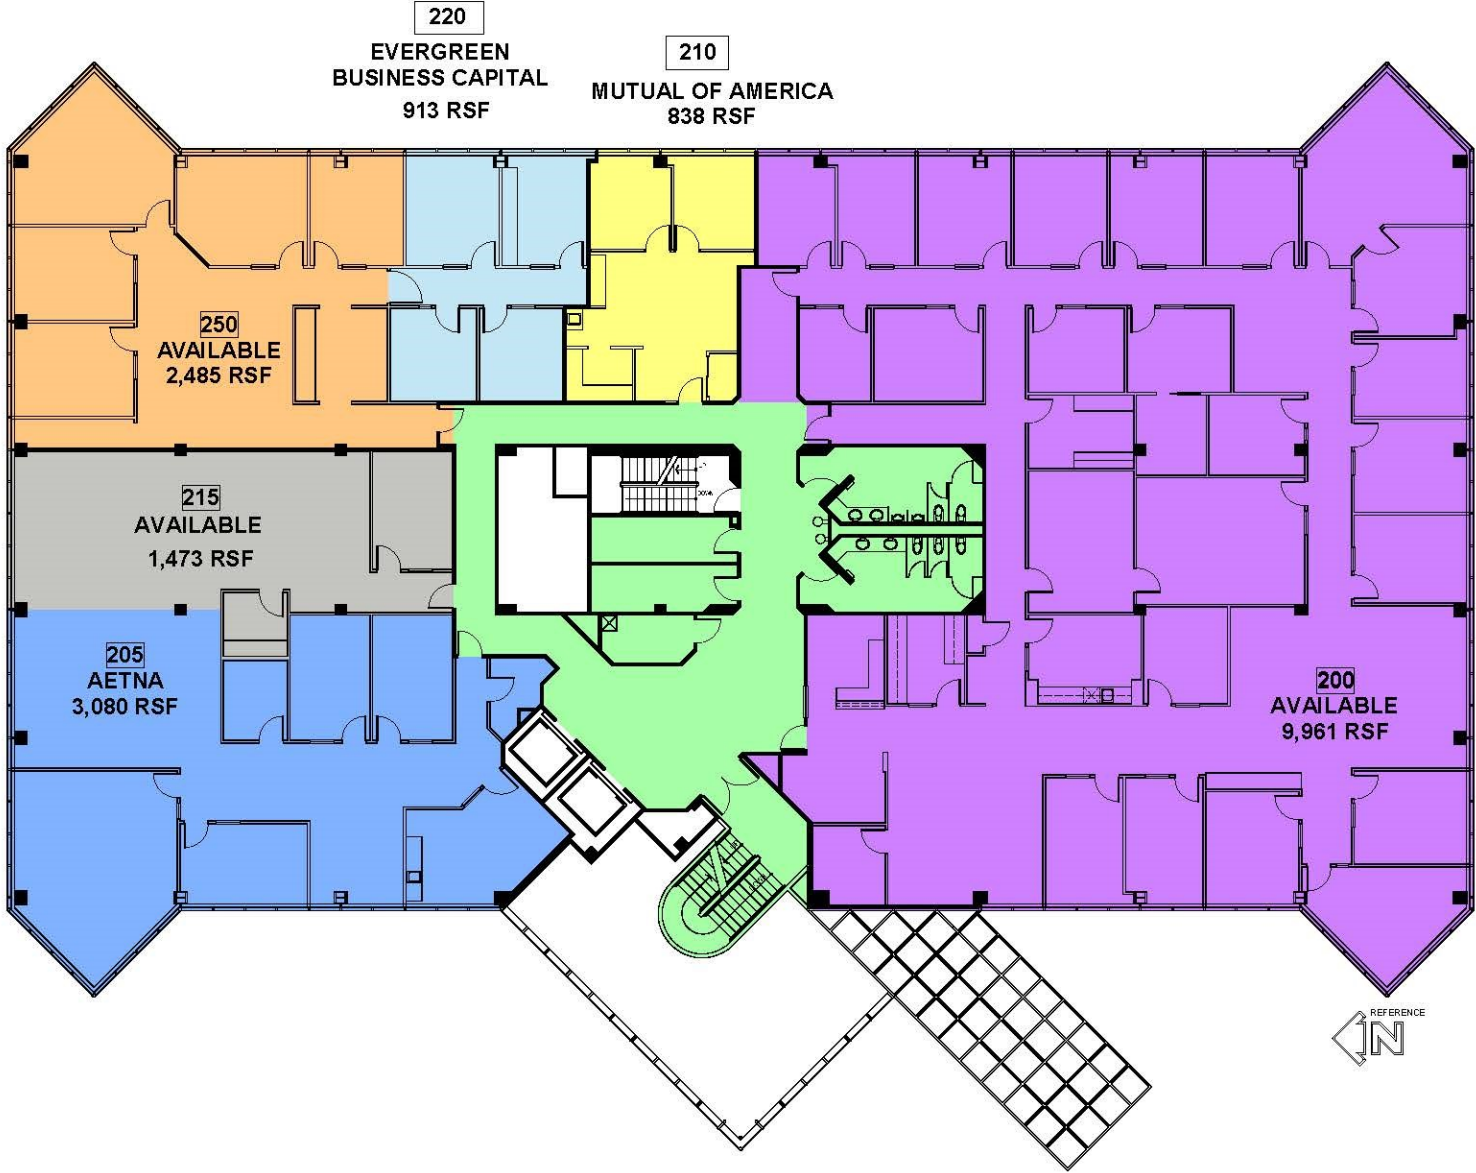 220
EVERGREEN
BUSINESS CAPITAL
913 RSF
210
MUTUAL OF AMERICA
838 RSF
250
AVAILABLE
2,485 RSF
215
AVAILABLE
1,473 RSF
205
AETNA
3,080 RSF
200
AVAILABLE
9,961 RSF
REFERENCE
N